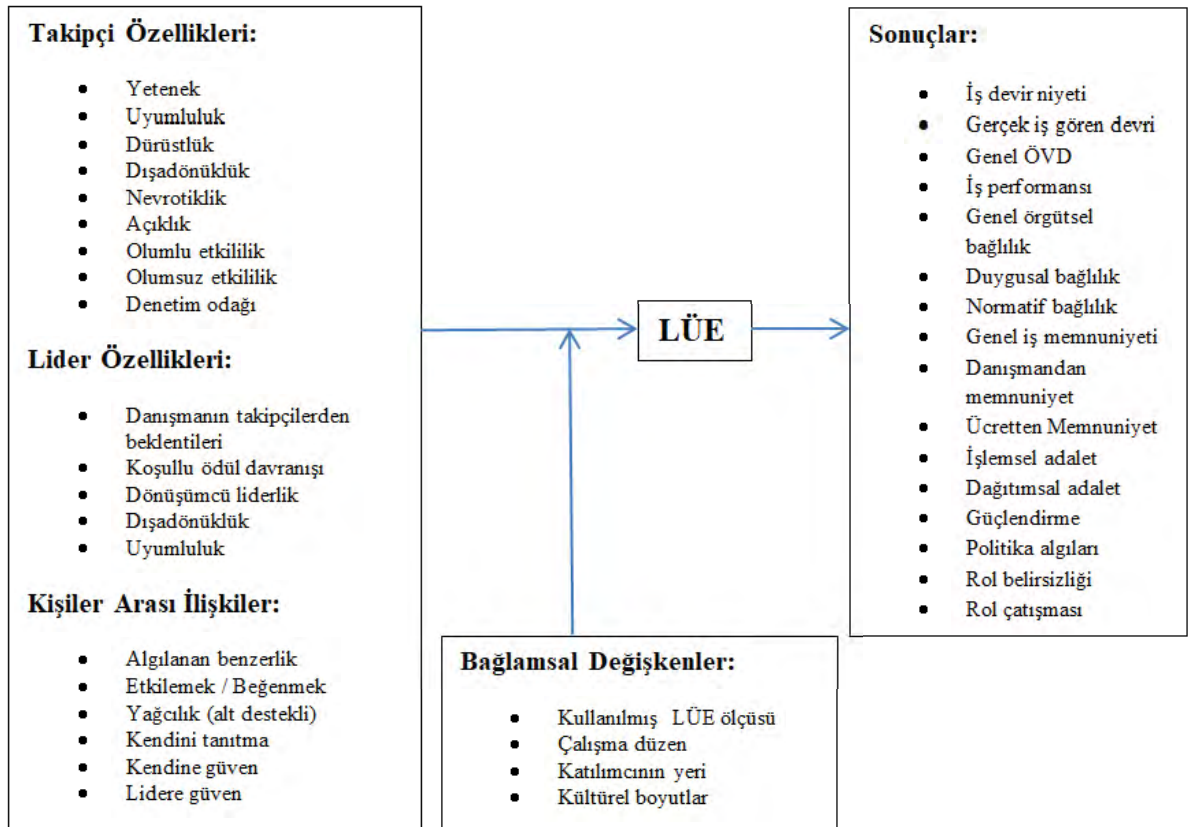 Takipçi Özellikleri:
Yetenek
Uyumluluk
Dürüstlük
Dışadönüklük
Nevrotiklik
Açıklık
Olumlu etkililik
Olumsuz etkililik
Denetim odağı
Lider Özellikleri:
Danışmanın takipçilerden
beklentileri
Koşullu ödül davranışı
Dönüşümcü liderlik
Dışadönüklük
Uyumluluk
Kişiler Arası İlişkiler:
Algılanan benzerlik
Etkilemek / Beğenmek
Yağcılık (alt destekli)
Kendini tanıtma
Kendine güven
Lidere güven
LÜE
Bağlamsal Değişkenler:
Kullanılmış LÜE ölçüsü
Çalışma düzen
Katılımcının yeri
Kültürel boyutlar
Sonuçlar:
İş devir niyeti
Gerçek iş gören devri
Genel ÖVD
İş performansı
Genel örgütsel
bağlılık
Duygusal bağlılık
Normatif bağlılık
Genel iş memnuniyeti
Danışmandan
memnuniyet
Ücretten Memnuniyet
İşlemsel adalet
Dağıtımsal adalet
Güçlendirme
Politika algıları
Rol belirsizliği
Rol çatışması